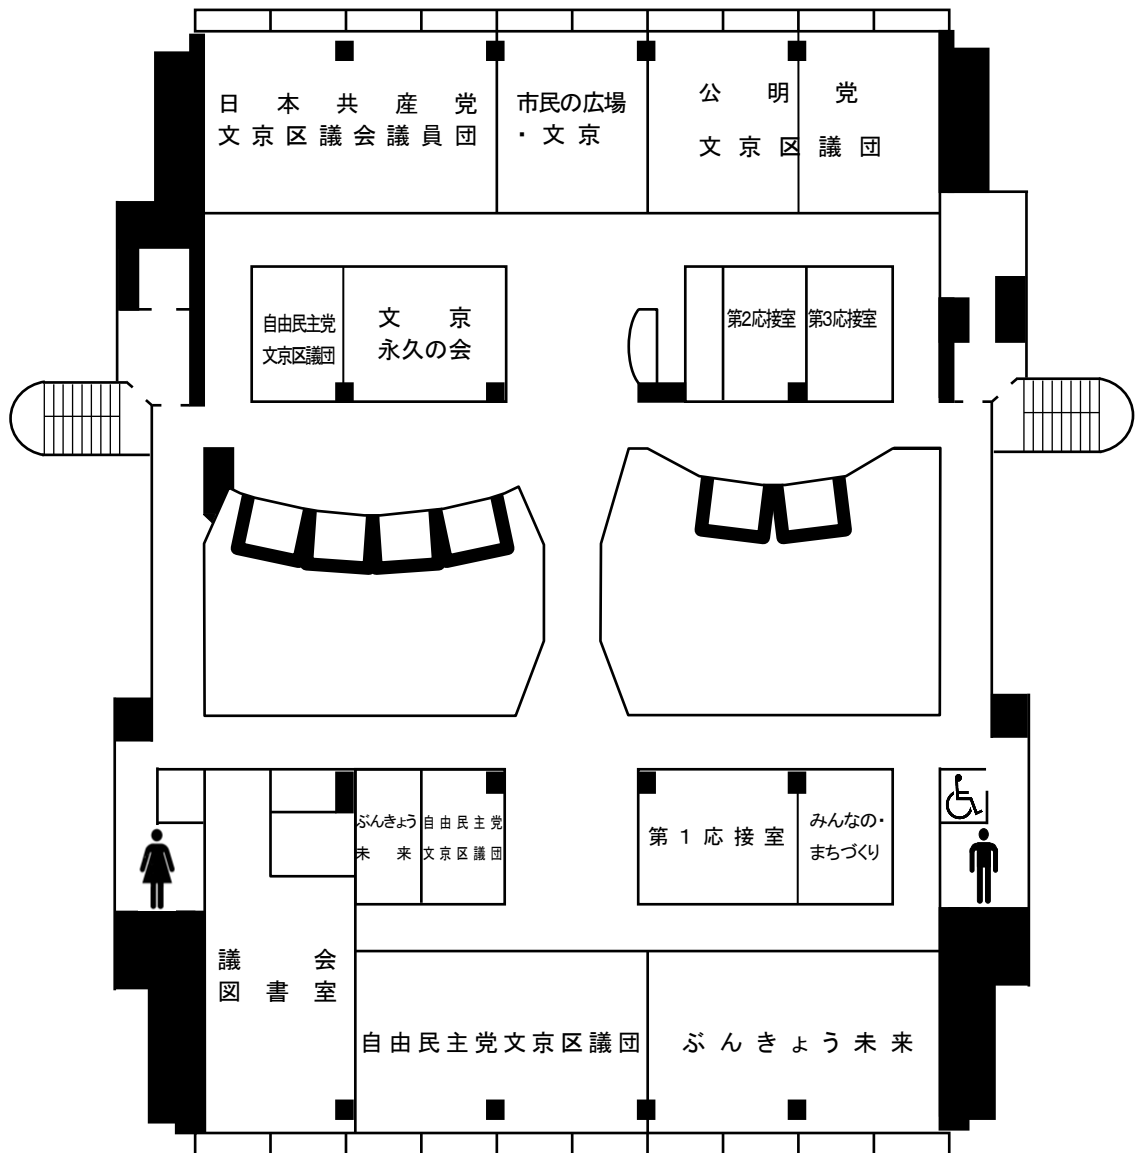 日本共産党
文京区議会議員団
市民の広場
・文京
公明党
文京区議団
自由民主党
文京区議団
文京
永久の会
第2応接室
第3応接室
ぶんきょう
未来
自由民主党
文京区議団
第1応接室
みんなの・
まちづくり
議会
図書室
自由民主党文京区議団
ぶんきょう未来